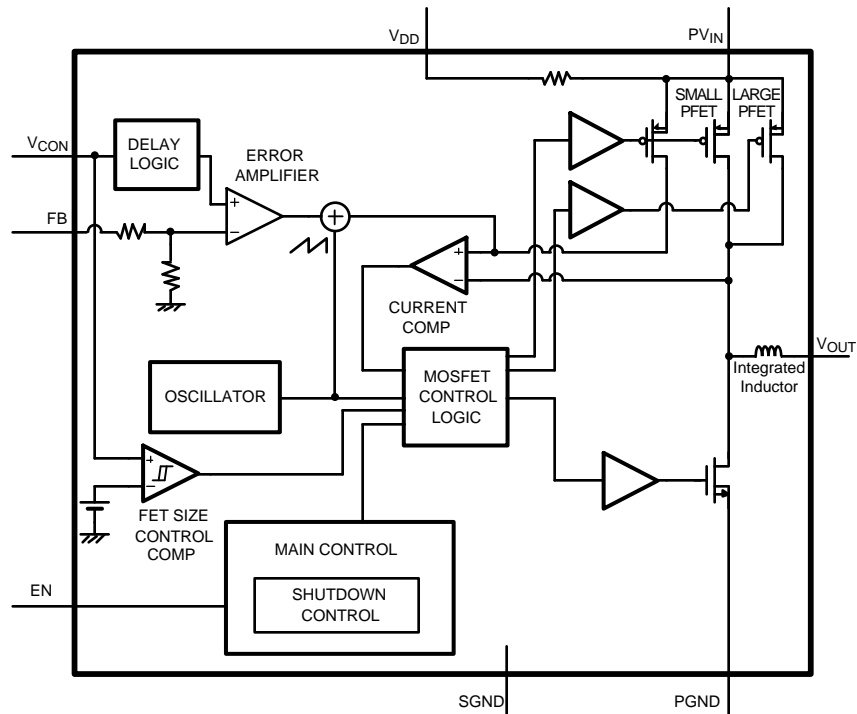 VDD
PVIN
SMALL
PFET
LARGE
PFET
VCON
DELAY
LOGIC
ERROR
AMPLIFIER
+
−
+
FB
+
−
CURRENT
COMP
VOUT
Integrated
Inductor
OSCILLATOR
MOSFET
CONTROL
LOGIC
+
−
FET SIZE
CONTROL
COMP
MAIN CONTROL
SHUTDOWN
CONTROL
EN
SGND
PGND